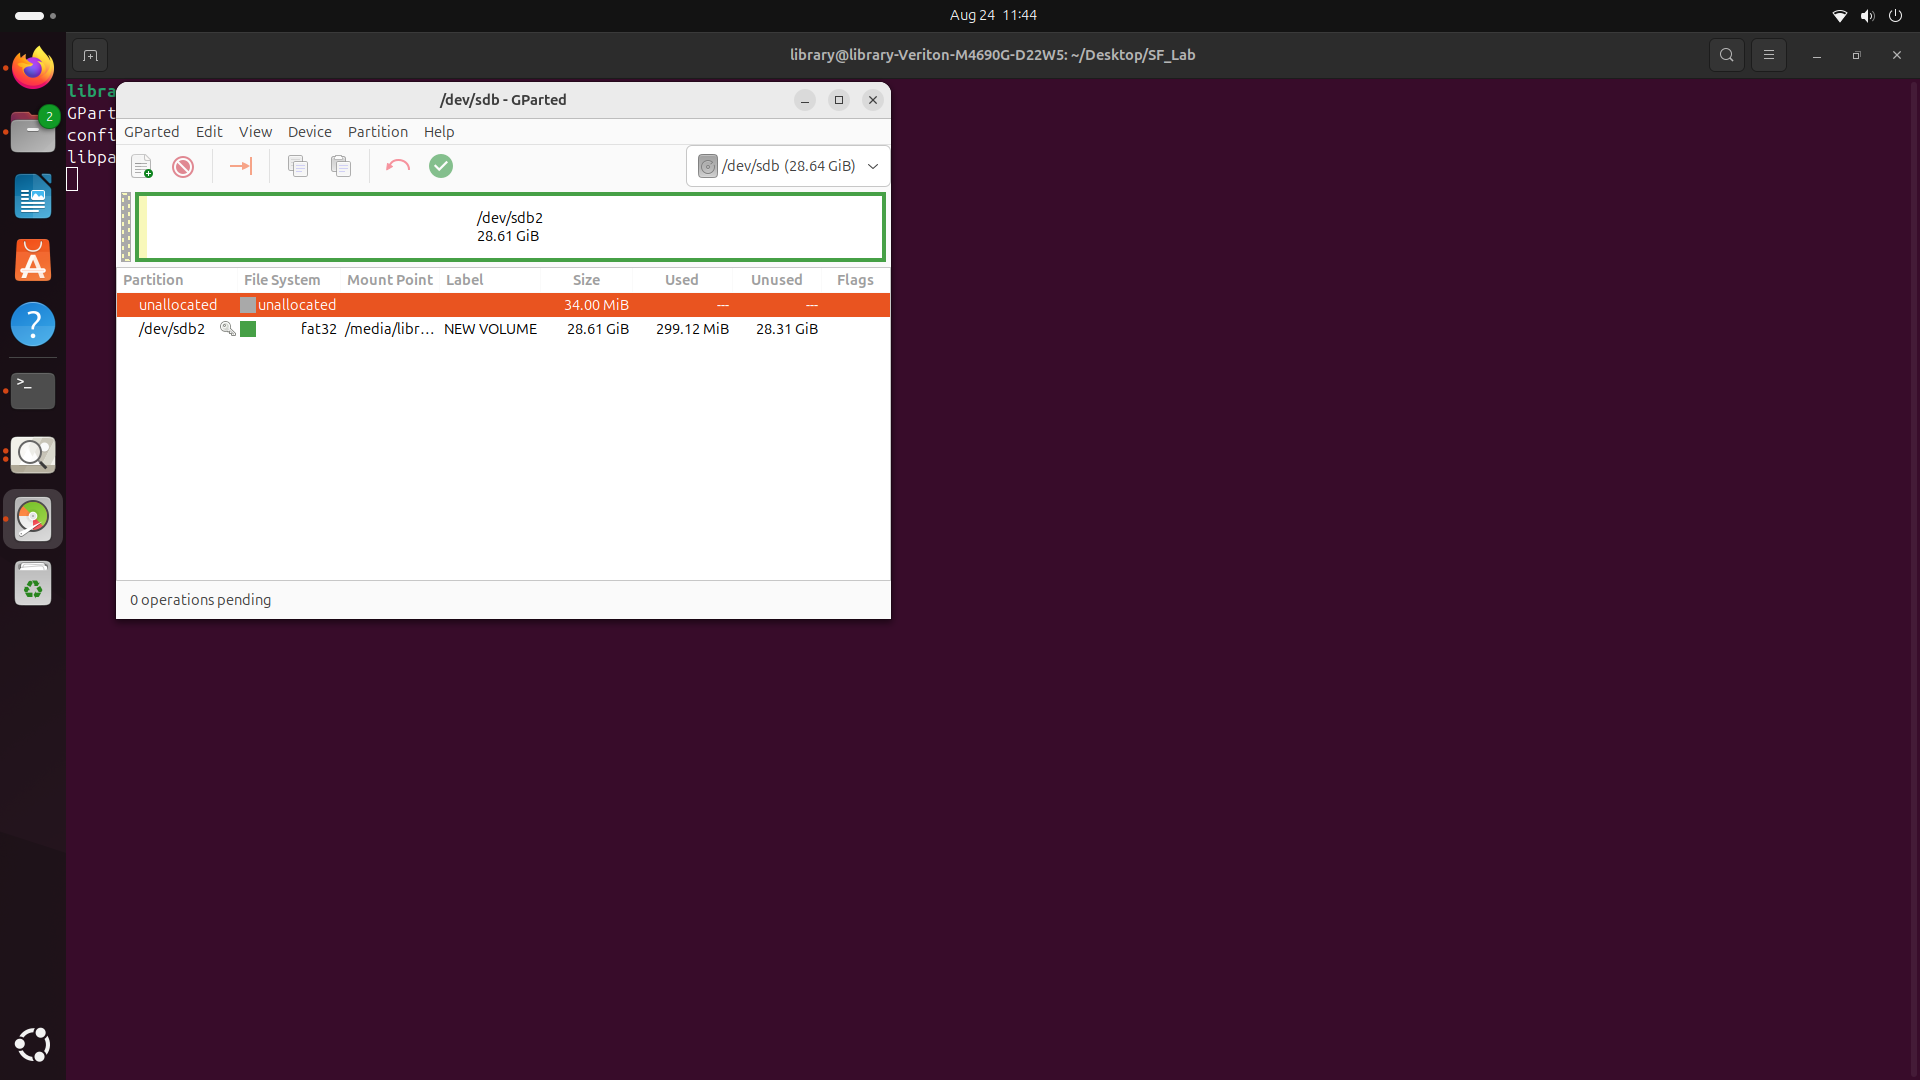 Aug 24 11:44
library@library-Veriton-M4690G-D22W5: ~/Desktop/SF_Lab
libra
GPart
confi
libpa
2
>_
/dev/sdb - GParted
GParted Edit View Device Partition Help
/dev/sdb (28.64 GiB)
/dev/sdb2
28.61 GiB
Partition File System Mount Point Label Size Used Unused Flags
unallocated unallocated 34.00 MiB --- ---
/dev/sdb2 fat32 /media/libr... NEW VOLUME 28.61 GiB 299.12 MiB 28.31 GiB
0 operations pending